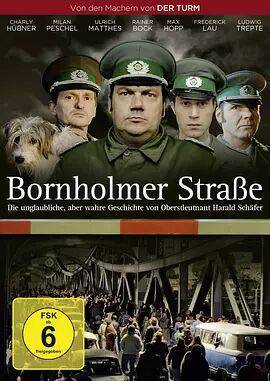 Von den Machern von DER TURM
CHARLY HÜBNER
MILAN PESCHEL
ULRICH MATTHES
RAINER BOCK
MAX HOPP
FREDERICK LAU
LUDWIG TREPTE
Bornholmer Straße
Die unglaubliche, aber wahre Geschichte von Oberstleutnant Harald Schäfer
FSK
ab
6
freigegeben